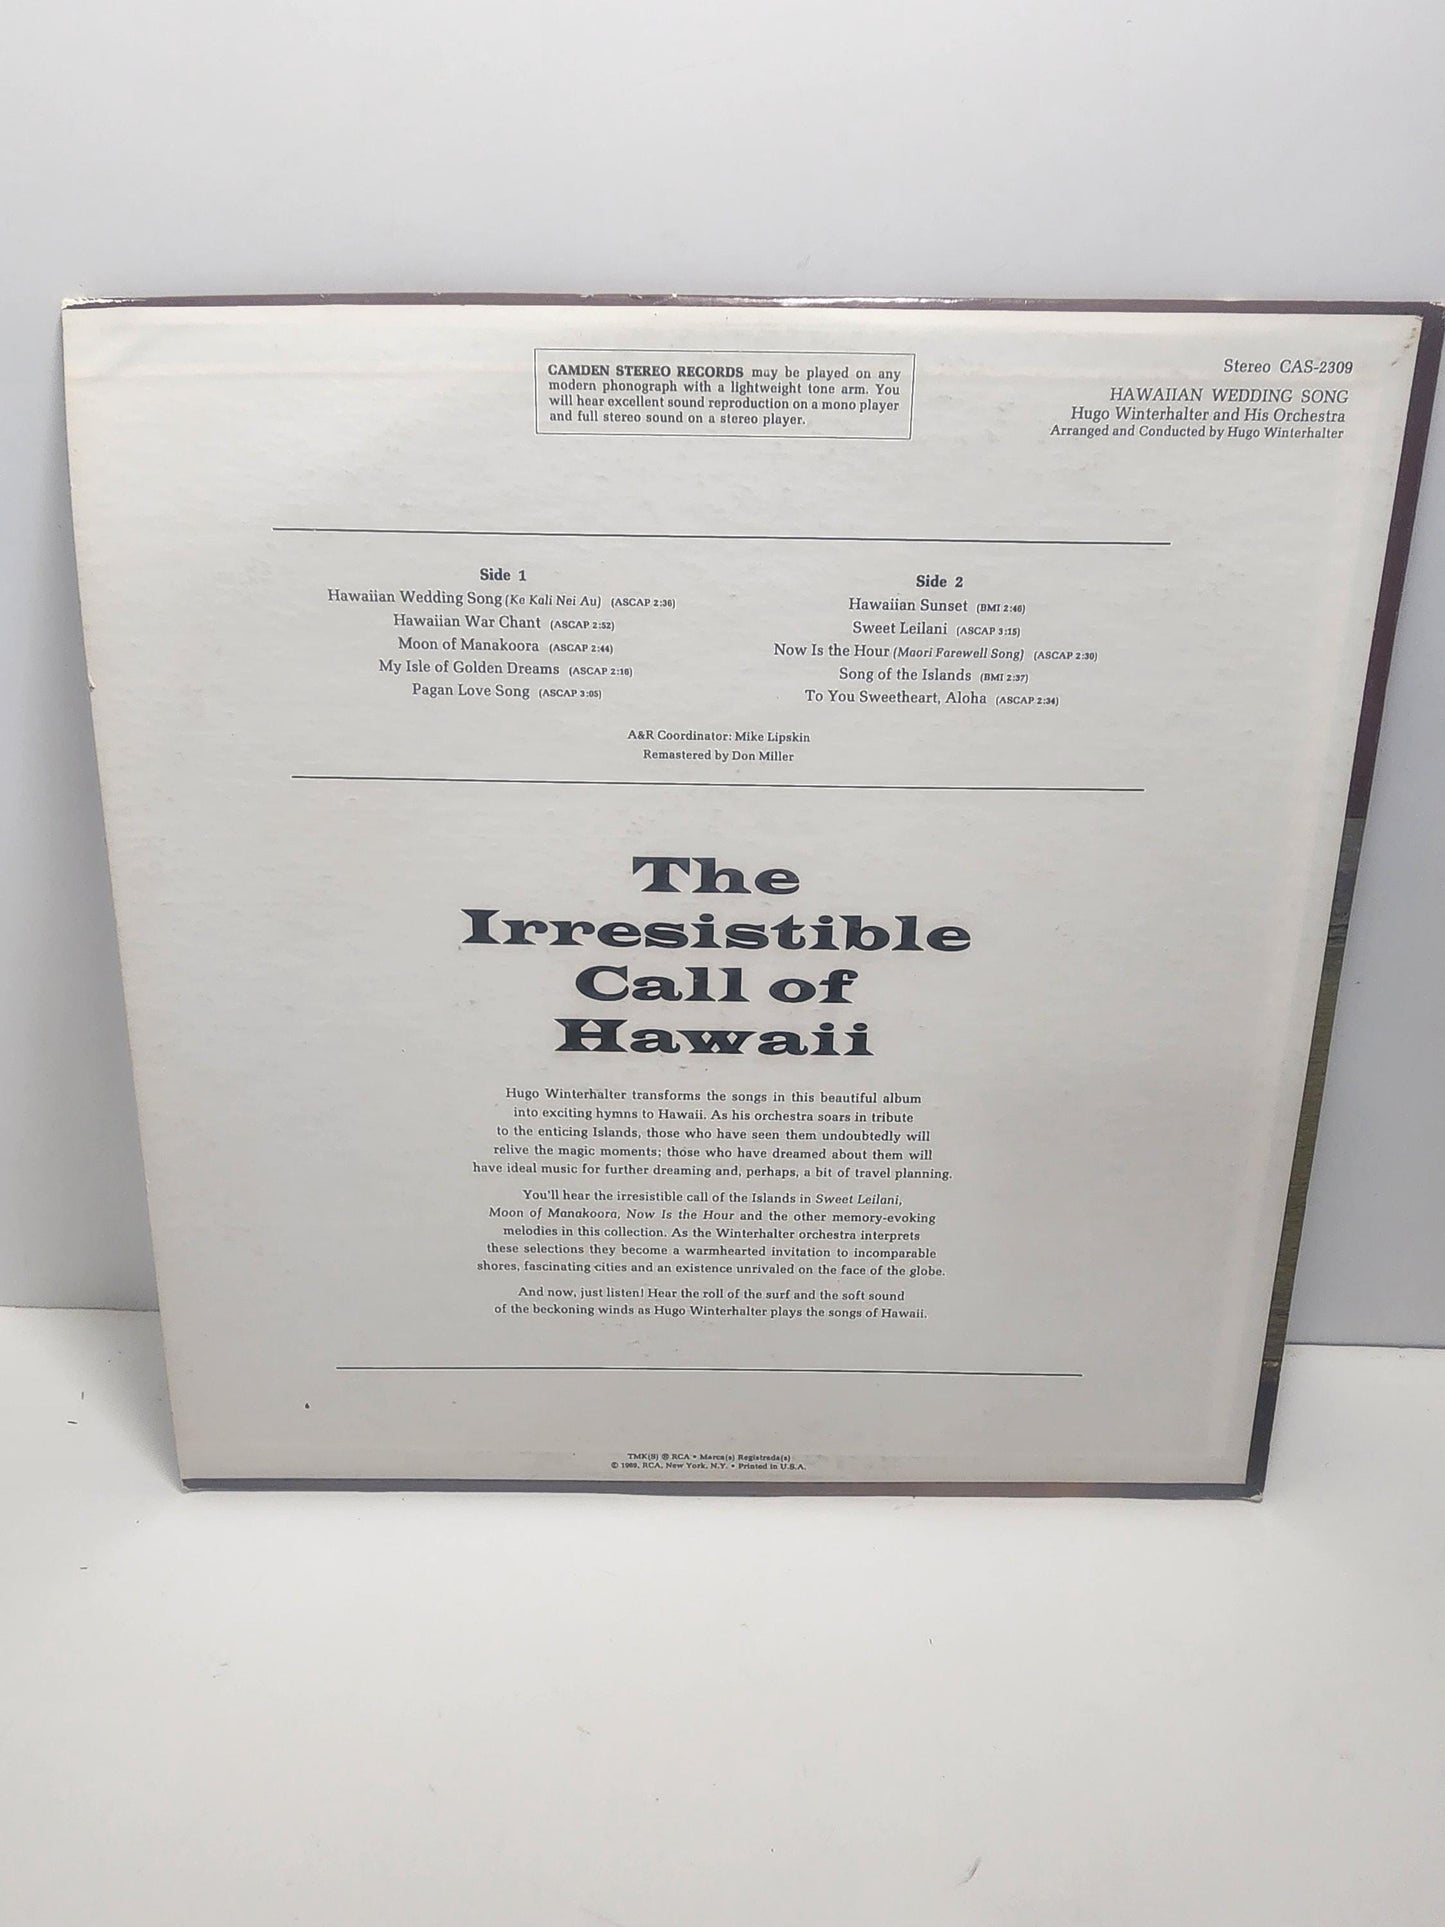 CAMDEN STEREO RECORDS may be played on any
modern phonograph with a lightweight tone arm. You
will hear excellent sound reproduction on a mono player
and full stereo sound on a stereo player.
Stereo CAS-2309
HAWAIIAN WEDDING SONG
Hugo Winterhalter and His Orchestra
Arranged and Conducted by Hugo Winterhalter
Side 1
Hawaiian Wedding Song (Ke Kali Nei Au) (ASCAP 2:36)
Hawaiian War Chant (ASCAP 2:52)
Moon of Manakoora (ASCAP 2:44)
My Isle of Golden Dreams (ASCAP 2:16)
Pagan Love Song (ASCAP 3:05)
Side 2
Hawaiian Sunset (BMI 2:46)
Sweet Leilani (ASCAP 3:15)
Now Is the Hour (Maori Farewell Song) (ASCAP 2:30)
Song of the Islands (BMI 2:37)
To You Sweetheart, Aloha (ASCAP 2:34)
A&R Coordinator: Mike Lipskin
Remastered by Don Miller
The
Irresistible
Call of
Hawaii
Hugo Winterhalter transforms the songs in this beautiful album
into exciting hymns to Hawaii. As his orchestra soars in tribute
to the enticing Islands, those who have seen them undoubtedly will
relive the magic moments; those who have dreamed about them will
have ideal music for further dreaming and, perhaps, a bit of travel planning.
You'll hear the irresistible call of the Islands in Sweet Leilani,
Moon of Manakoora, Now Is the Hour and the other memory-evoking
melodies in this collection. As the Winterhalter orchestra interprets
these selections they become a warmhearted invitation to incomparable
shores, fascinating cities and an existence unrivaled on the face of the globe.
And now, just listen! Hear the roll of the surf and the soft sound
of the beckoning winds as Hugo Winterhalter plays the songs of Hawaii.
TMK(S) ® RCA • Marca(s) Registrada(s)
© 1969, RCA, New York, N.Y. • Printed in U.S.A.